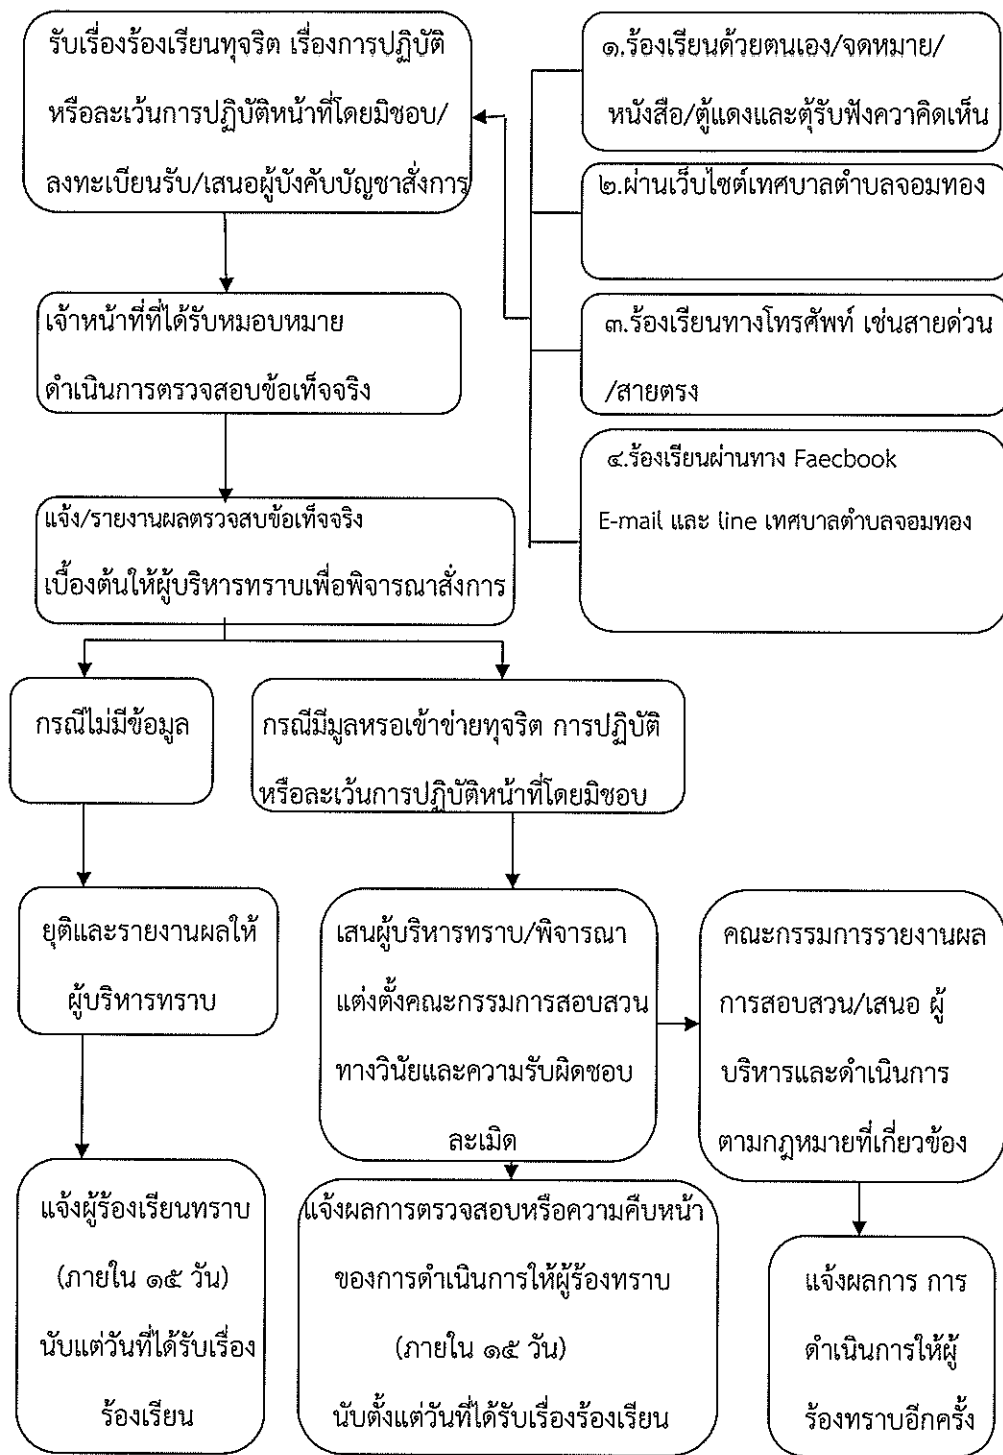 รับเรื่องร้องเรียนทุจริต เรื่องการปฏิบัติ
หรือละเว้นการปฏิบัติหน้าที่โดยมิชอบ/
ลงทะเบียนรับ/เสนอผู้บังคับบัญชาสั่งการ
๑.ร้องเรียนด้วยตนเอง/จดหมาย/
หนังสือ/ตู้แดงและตุ้รับฟังควาคิดเห็น
๒.ผ่านเว็บไซต์เทศบาลตำบลจอมทอง
๓.ร้องเรียนทางโทรศัพท์ เช่นสายด่วน
/สายตรง
๔.ร้องเรียนผ่านทาง Faecbook
E-mail และ line เทศบาลตำบลจอมทอง
เจ้าหน้าที่ที่ได้รับหมอบหมาย
ดำเนินการตรวจสอบข้อเท็จจริง
แจ้ง/รายงานผลตรวจสบข้อเท็จจริง
เบื้องต้นให้ผู้บริหารทราบเพื่อพิจารณาสั่งการ
กรณีไม่มีข้อมูล
กรณีมีมูลหรอเข้าข่ายทุจริต การปฏิบัติ
หรือละเว้นการปฏิบัติหน้าที่โดยมิชอบ
ยุติและรายงานผลให้
ผู้บริหารทราบ
เสนผู้บริหารทราบ/พิจารณา
แต่งตั้งคณะกรรมการสอบสวน
ทางวินัยและความรับผิดชอบ
ละเมิด
คณะกรรมการรายงานผล
การสอบสวน/เสนอ ผู้
บริหารและดำเนินการ
ตามกฎหมายที่เกี่ยวข้อง
แจ้งผู้ร้องเรียนทราบ
(ภายใน ๑๕ วัน)
นับแต่วันที่ได้รับเรื่อง
ร้องเรียน
แจ้งผลการตรวจสอบหรือความคืบหน้า
ของการดำเนินการให้ผู้ร้องทราบ
(ภายใน ๑๕ วัน)
นับตั้งแต่วันที่ได้รับเรื่องร้องเรียน
แจ้งผลการ การ
ดำเนินการให้ผู้
ร้องทราบอีกครั้ง